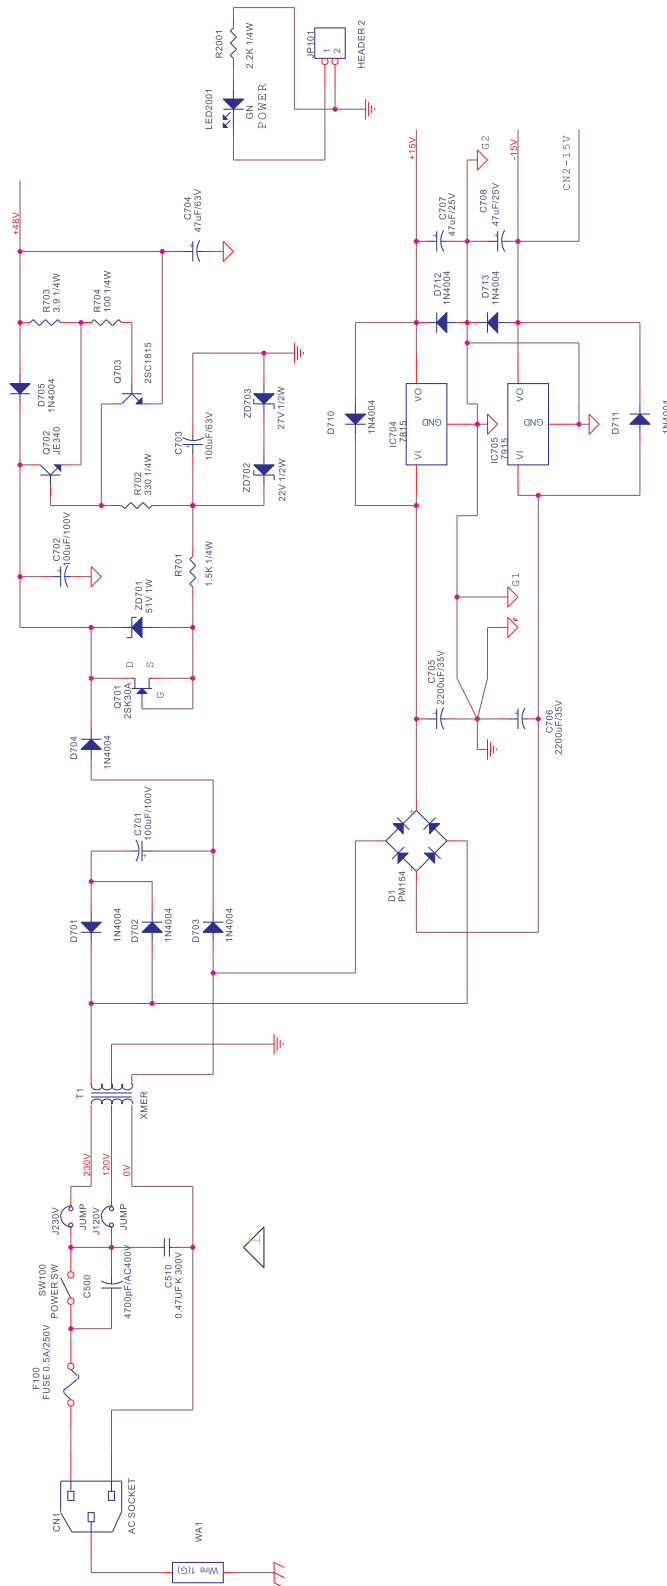 R2001
2.2K 1/4W
LED2001
GN
POWER
JP101
1
2
HEADER 2
+48V
C704
47uF/63V
R703
3.9 1/4W
R704
100 1/4W
D705
1N4004
Q703
2SC1815
Q702
JE340
R702
330 1/4W
C703
100uF/63V
ZD703
27V 1/2W
ZD702
22V 1/2W
C702
100uF/100V
R701
1.5K 1/4W
ZD701
51V 1W
Q701
2SK30A
D
S
G
D704
1N4004
C701
100uF/100V
D701
1N4004
D702
1N4004
D703
1N4004
+15V
G2
-15V
CN2-15V
C707
47uF/25V
C708
47uF/25V
D712
1N4004
D713
1N4004
D710
1N4004
IC704
7815
VO
GND
VI
IC705
7915
VO
GND
VI
D711
1N4004
G1
C705
2200uF/35V
C706
2200uF/35V
D1
PM154
T1
XMER
230V
120V
0V
J230V
JUMP
J120V
JUMP
SW100
POWER SW
C500
4700pF/AC400V
C510
0.47UF K 300V
F100
FUSE 0.5A/250V
CN1
AC SOCKET
WA1
Wire 1(G)